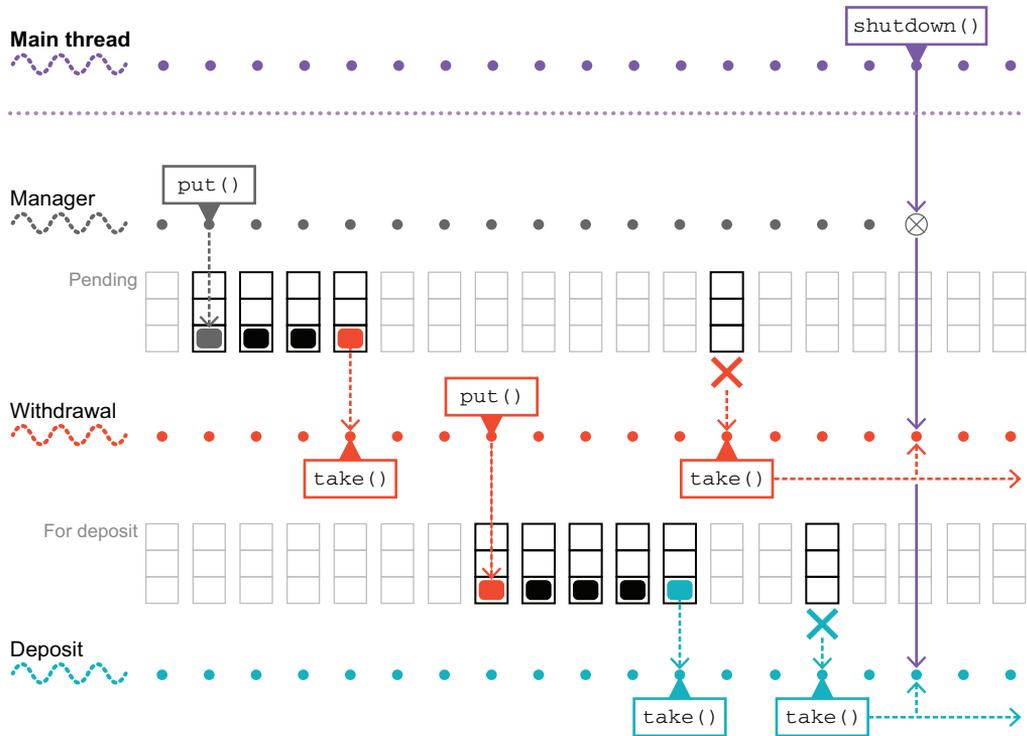 shutdown()
Main thread
put()
Manager
Pending
put()
Withdrawal
take()
take()
For deposit
Deposit
take()
take()